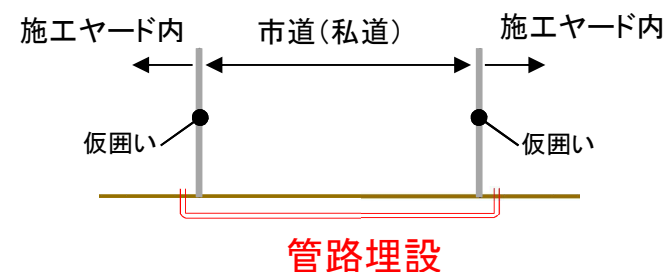 施工ヤード内
市道(私道)
施工ヤード内
仮囲い
仮囲い
管路埋設